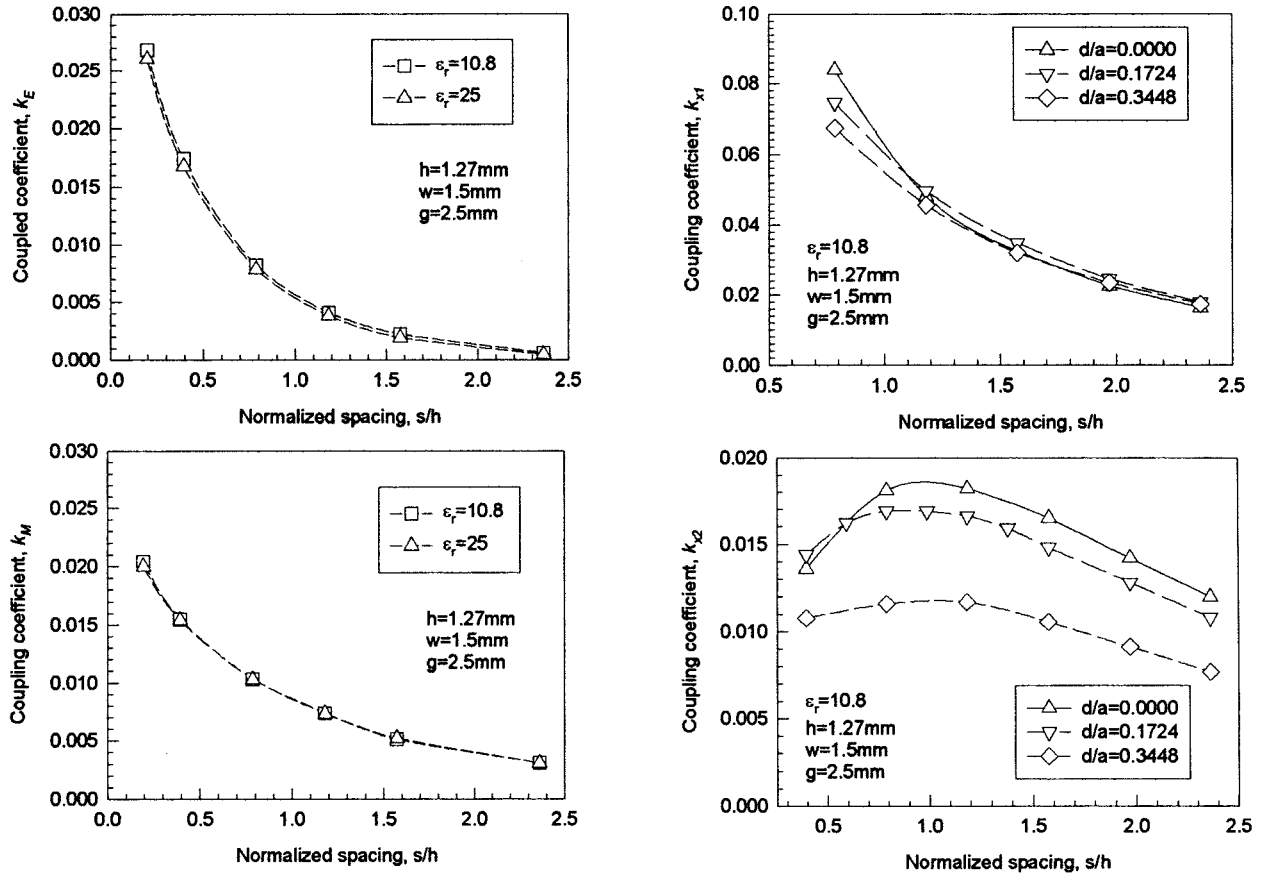 0.030
0.025
0.020
0.015
0.010
0.005
0.000
Coupled coefficient, kE
εr=10.8
εr=25
h=1.27mm
w=1.5mm
g=2.5mm
0.0 0.5 1.0 1.5 2.0 2.5
Normalized spacing, s/h
0.10
0.08
0.06
0.04
0.02
0.00
Coupling coefficient, kx1
d/a=0.0000
d/a=0.1724
d/a=0.3448
εr=10.8
h=1.27mm
w=1.5mm
g=2.5mm
0.5 1.0 1.5 2.0 2.5
Normalized spacing, s/h
0.030
0.025
0.020
0.015
0.010
0.005
0.000
Coupling coefficient, kM
εr=10.8
εr=25
h=1.27mm
w=1.5mm
g=2.5mm
0.0 0.5 1.0 1.5 2.0 2.5
Normalized spacing, s/h
0.020
0.015
0.010
0.005
0.000
Coupling coefficient, kx2
εr=10.8
h=1.27mm
w=1.5mm
g=2.5mm
d/a=0.0000
d/a=0.1724
d/a=0.3448
0.5 1.0 1.5 2.0 2.5
Normalized spacing, s/h